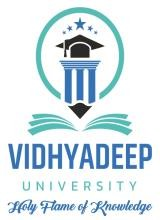 VIDHYADEEP
UNIVERSITY
Holy Flame of Knowledge